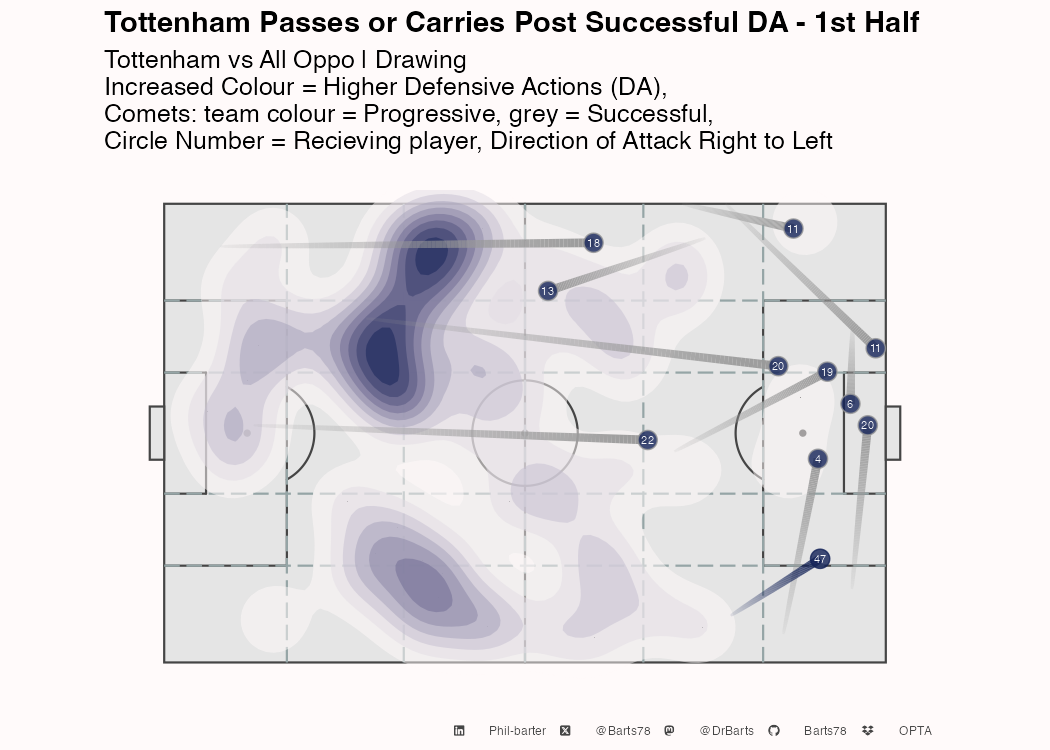 Tottenham Passes or Carries Post Successful DA - 1st Half
Tottenham vs All Oppo | Drawing
Increased Colour = Higher Defensive Actions (DA),
Comets: team colour = Progressive, grey = Successful,
Circle Number = Recieving player, Direction of Attack Right to Left
11
18
13
11
20
19
6
20
22
4
47
Phil-barter @Barts78 @DrBarts Barts78 OPTA